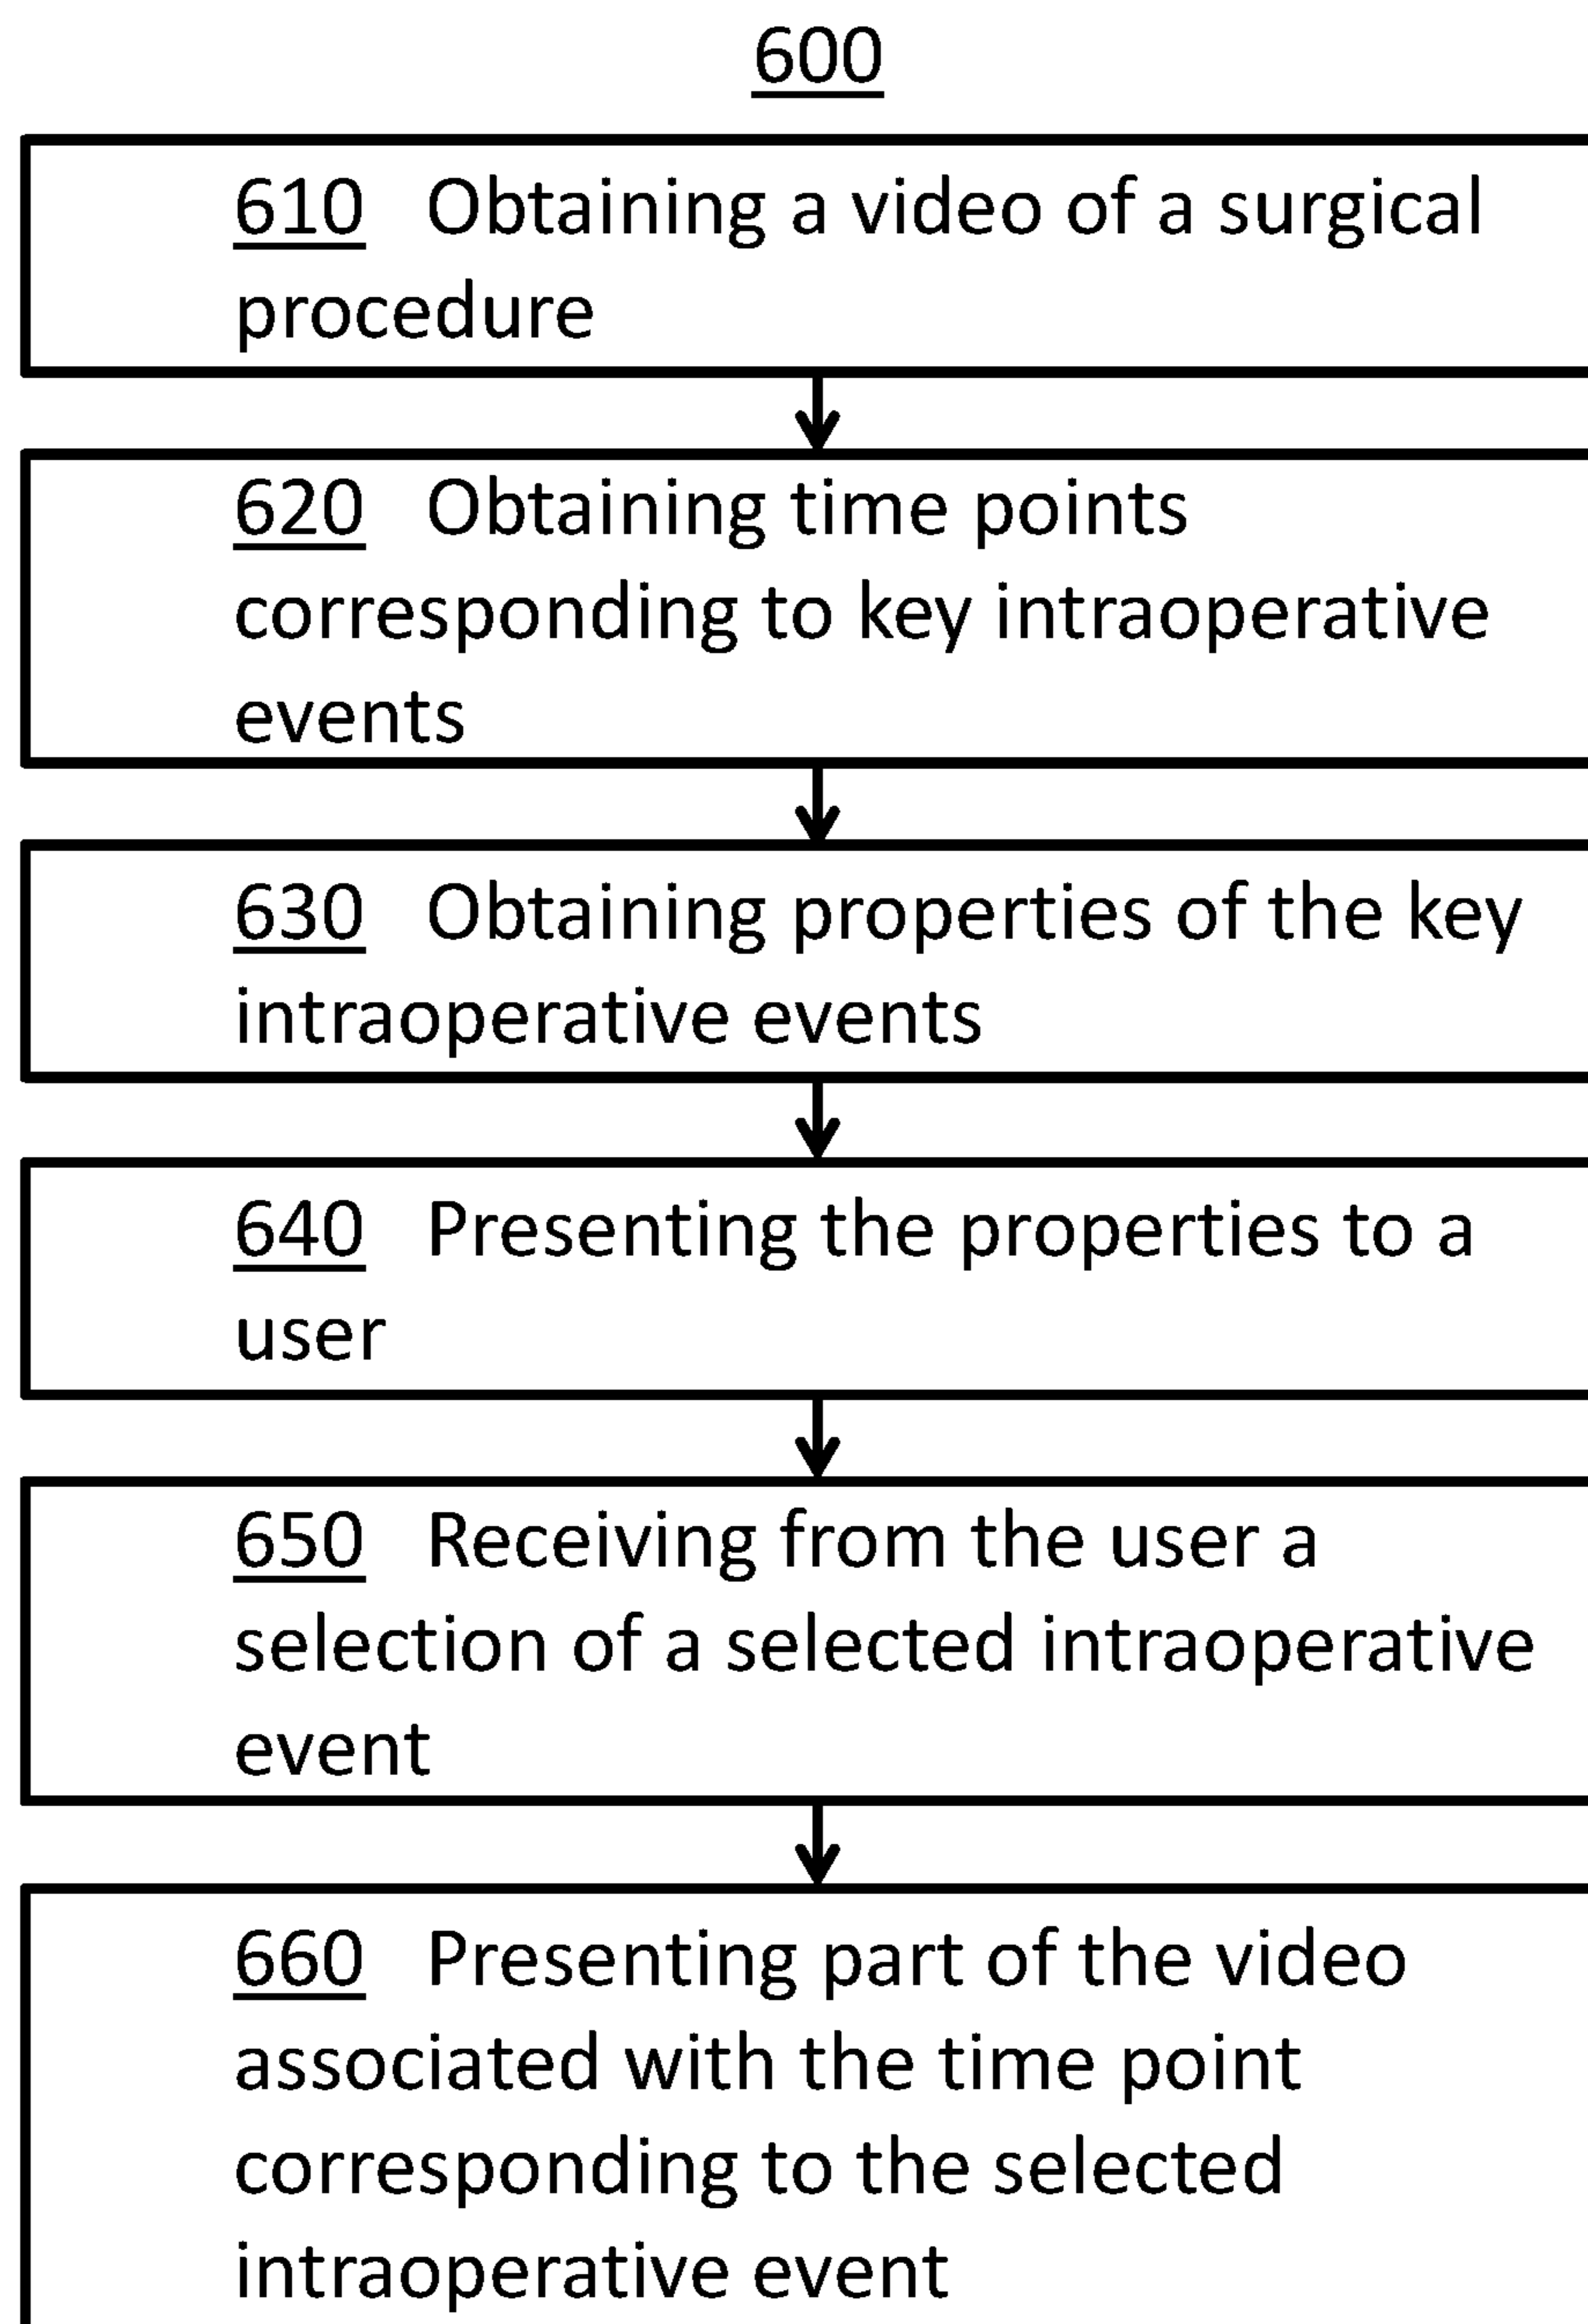 600
610 Obtaining a video of a surgical
procedure
620 Obtaining time points
corresponding to key intraoperative
events
630 Obtaining properties of the key
intraoperative events
640 Presenting the properties to a
user
650 Receiving from the user a
selection of a selected intraoperative
event
660 Presenting part of the video
associated with the time point
corresponding to the selected
intraoperative event